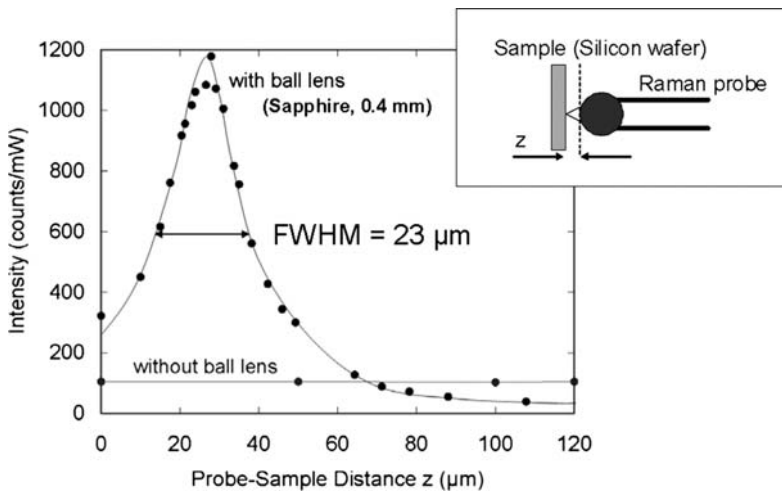 Sample (Silicon wafer)
Raman probe
z
1200
1000
800
600
400
200
0
Intensity (counts/mW)
with ball lens
(Sapphire, 0.4 mm)
FWHM = 23 µm
without ball lens
0
20
40
60
80
100
120
Probe-Sample Distance z (µm)